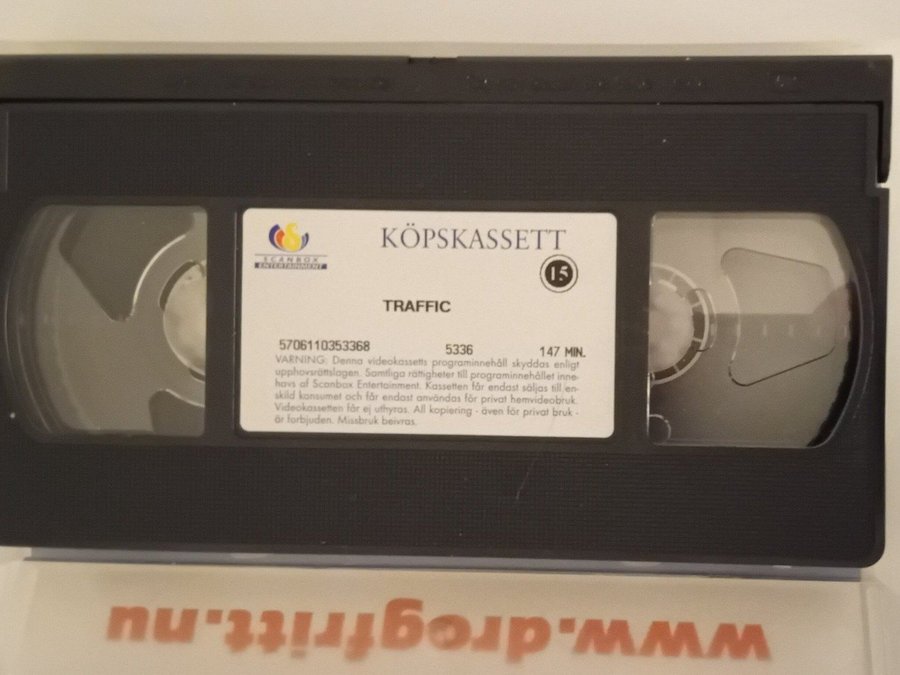 SCANBOX
ENTERTAINMENT
KÖPSKASSETT
15
TRAFFIC
5706110353368 5336 147 MIN.
VARNING: Denna videokassetts programinnehåll skyddas enligt
upphovsrättslagen. Samtliga rättigheter till programinnehållet inne-
havs af Scanbox Entertainment. Kassetten får endast säljas till en-
skild konsumet och får endast användas för privat hemvideobruk.
Videokassetten får ej uthyras. All kopiering - även för privat bruk -
är forbjuden. Missbruk beivras.
www.drogfritt.nu